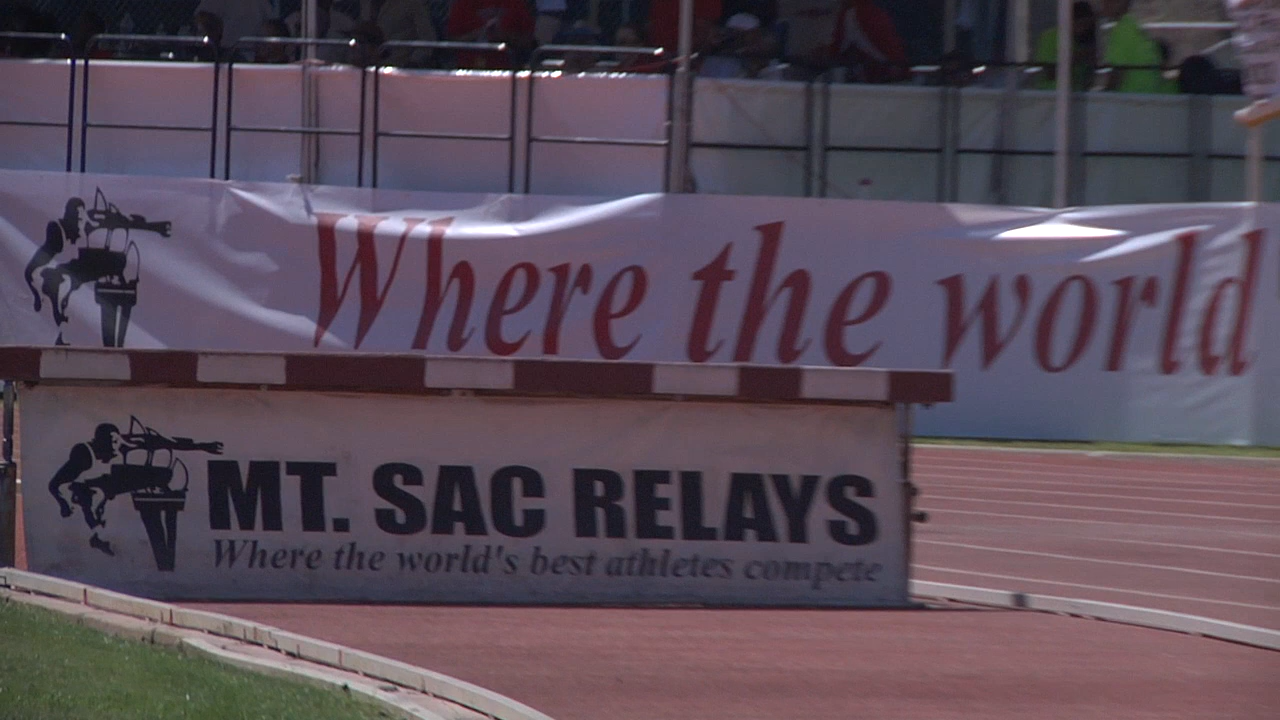 Where the world
MT. SAC RELAYS
Where the world's best athletes compete